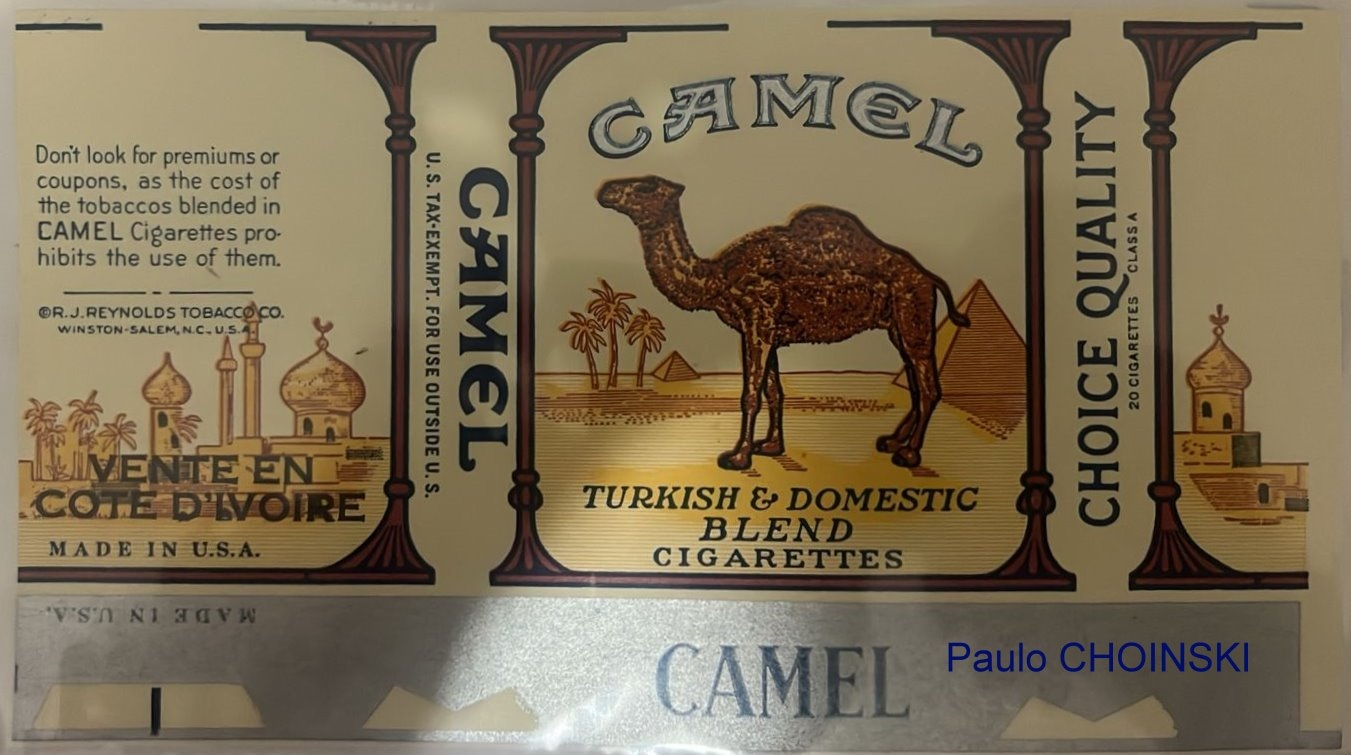 Don't look for premiums or
coupons, as the cost of
the tobaccos blended in
CAMEL Cigarettes pro-
hibits the use of them.
©R.J. REYNOLDS TOBACCO CO.
WINSTON-SALEM, N.C., U.S.A.
VENTE EN
COTE D'IVOIRE
MADE IN U.S.A.
U.S. TAX-EXEMPT. FOR USE OUTSIDE U.S.
CAMEL
CAMEL
TURKISH & DOMESTIC
BLEND
CIGARETTES
CHOICE QUALITY
20 CIGARETTES CLASS A
MADE IN U.S.A.
CAMEL
Paulo CHOINSKI